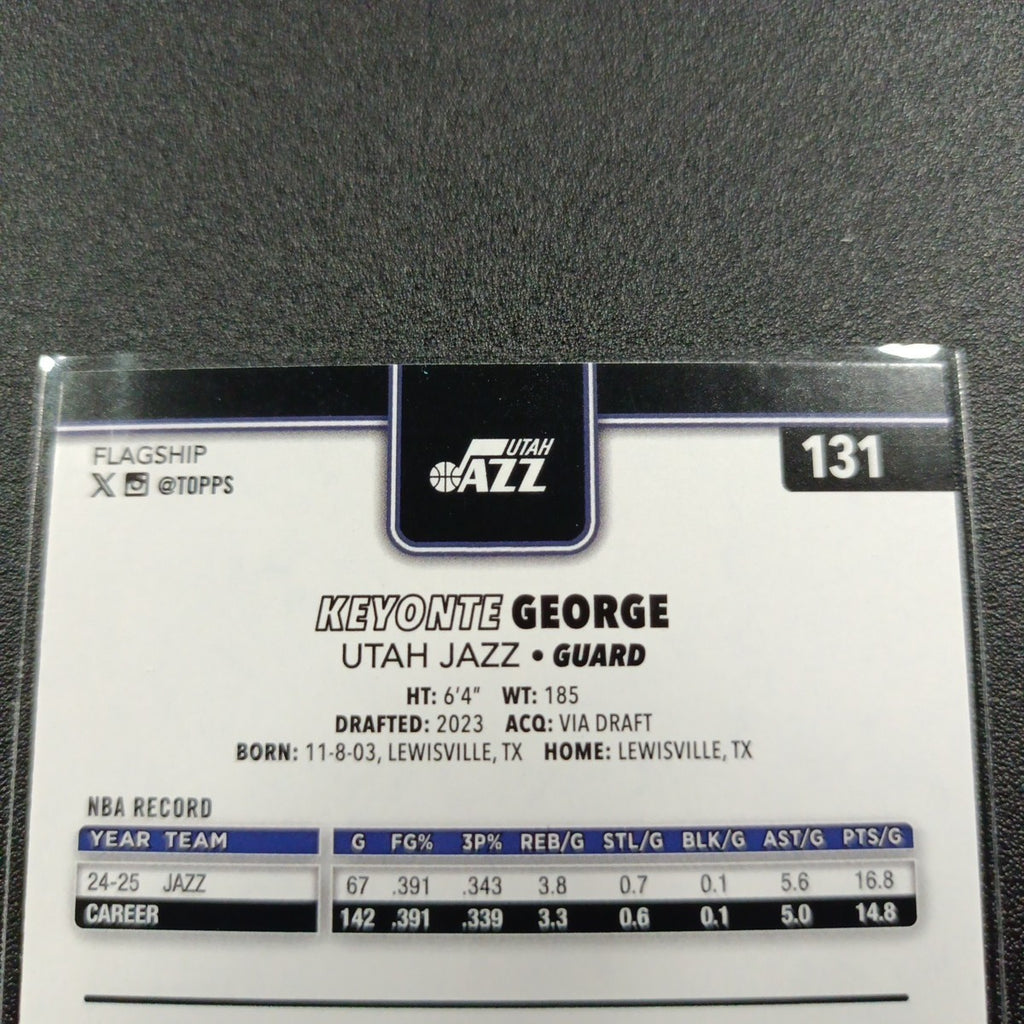 FLAGSHIP
X @TOPPS
UTAH
JAZZ
131
KEYONTE GEORGE
UTAH JAZZ • GUARD
HT: 6'4" WT: 185
DRAFTED: 2023 ACQ: VIA DRAFT
BORN: 11-8-03, LEWISVILLE, TX HOME: LEWISVILLE, TX
NBA RECORD
YEAR TEAM G FG% 3P% REB/G STL/G BLK/G AST/G PTS/G
24-25 JAZZ 67 .391 .343 3.8 0.7 0.1 5.6 16.8
CAREER 142 .391 .339 3.3 0.6 0.1 5.0 14.8